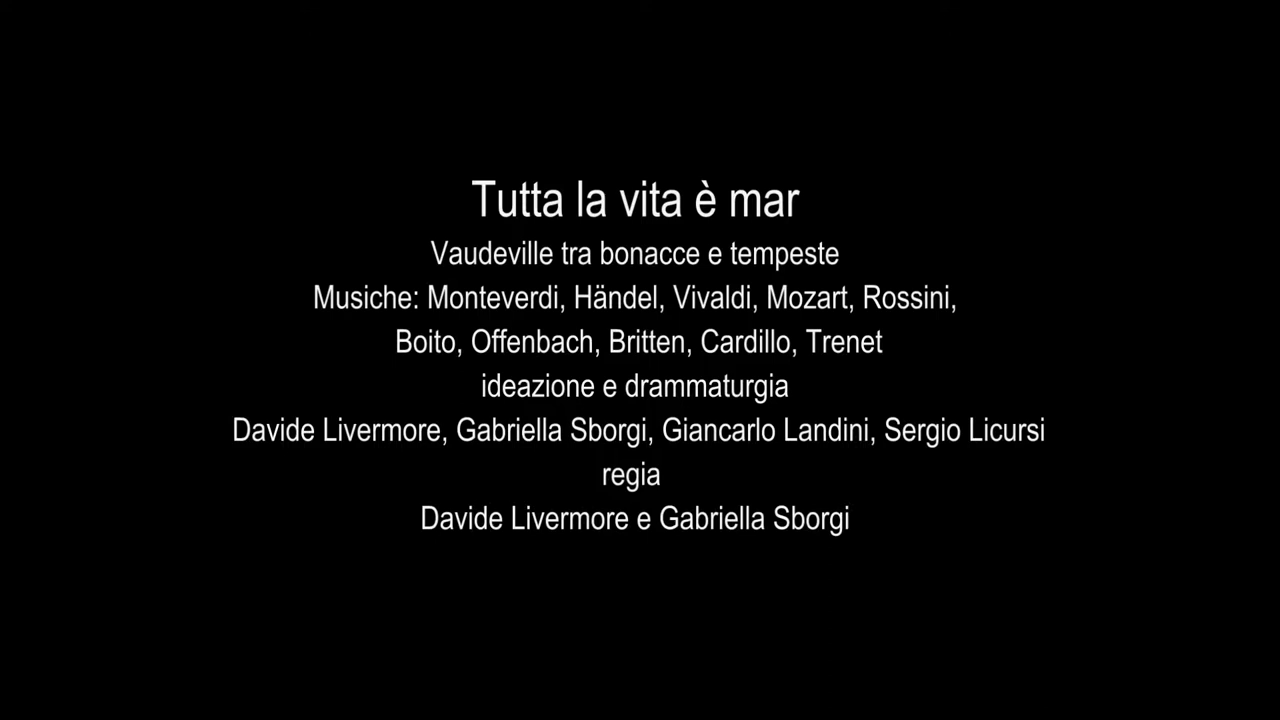 Tutta la vita è mar
Vaudeville tra bonacce e tempeste
Musiche: Monteverdi, Händel, Vivaldi, Mozart, Rossini,
Boito, Offenbach, Britten, Cardillo, Trenet
ideazione e drammaturgia
Davide Livermore, Gabriella Sborgi, Giancarlo Landini, Sergio Licursi
regia
Davide Livermore e Gabriella Sborgi